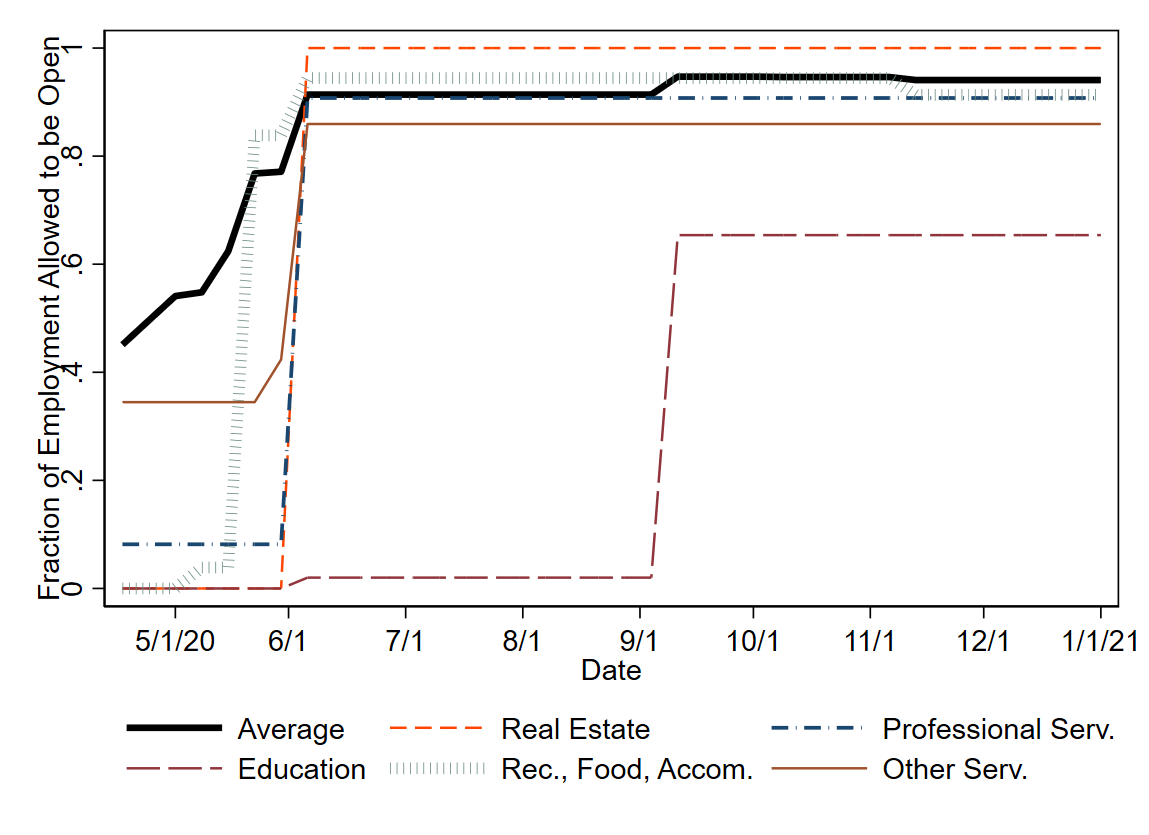 Fraction of Employment Allowed to be Open
1
.8
.6
.4
.2
0
5/1/20 6/1 7/1 8/1 9/1 10/1 11/1 12/1 1/1/21
Date
Average Real Estate Professional Serv.
Education Rec., Food, Accom. Other Serv.